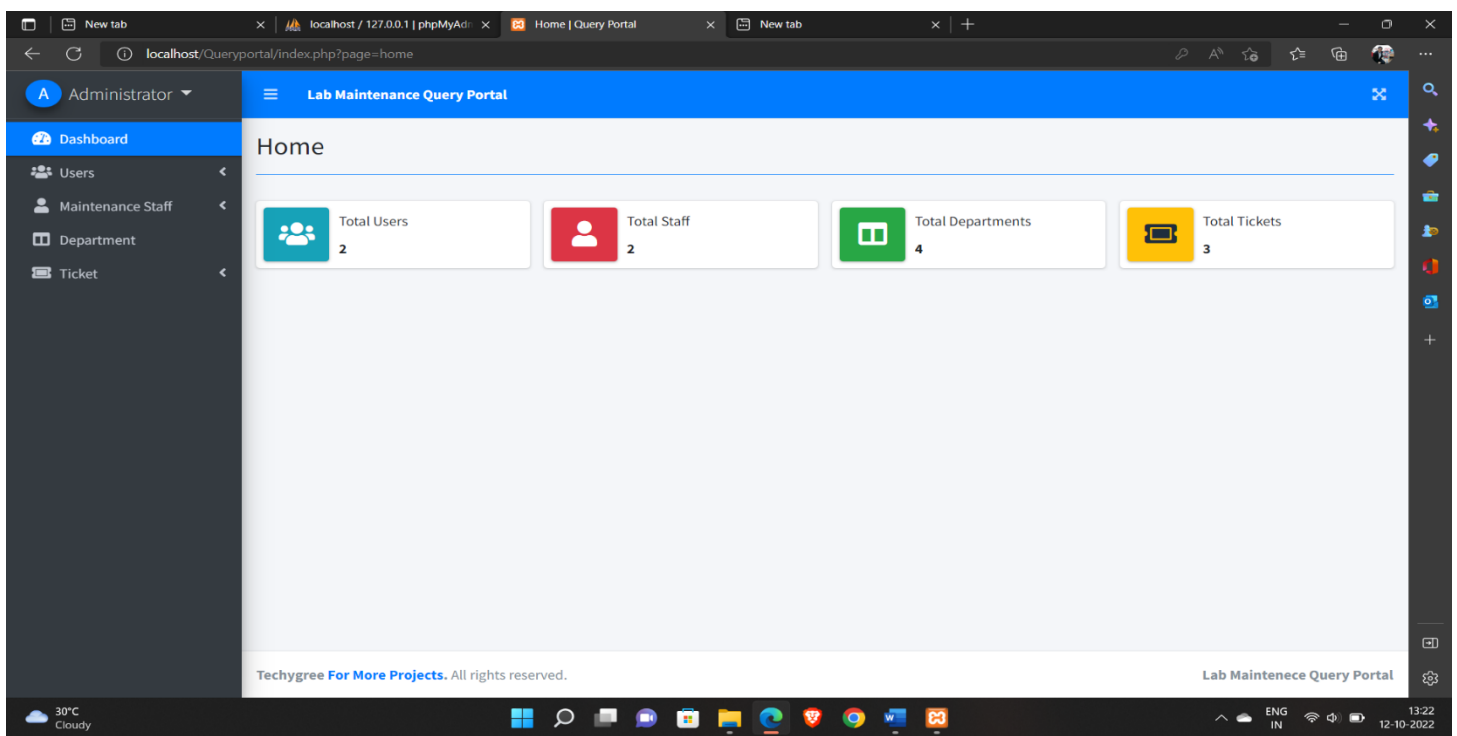 New tab
localhost / 127.0.0.1 | phpMyAdn
Home | Query Portal
New tab
localhost/Queryportal/index.php?page=home
A Administrator
Lab Maintenance Query Portal
Dashboard
Users
Maintenance Staff
Department
Ticket
Home
Total Users
2
Total Staff
2
Total Departments
4
Total Tickets
3
Techygree For More Projects. All rights reserved.
Lab Maintenece Query Portal
30°C
Cloudy
ENG
IN
13:22
12-10-2022